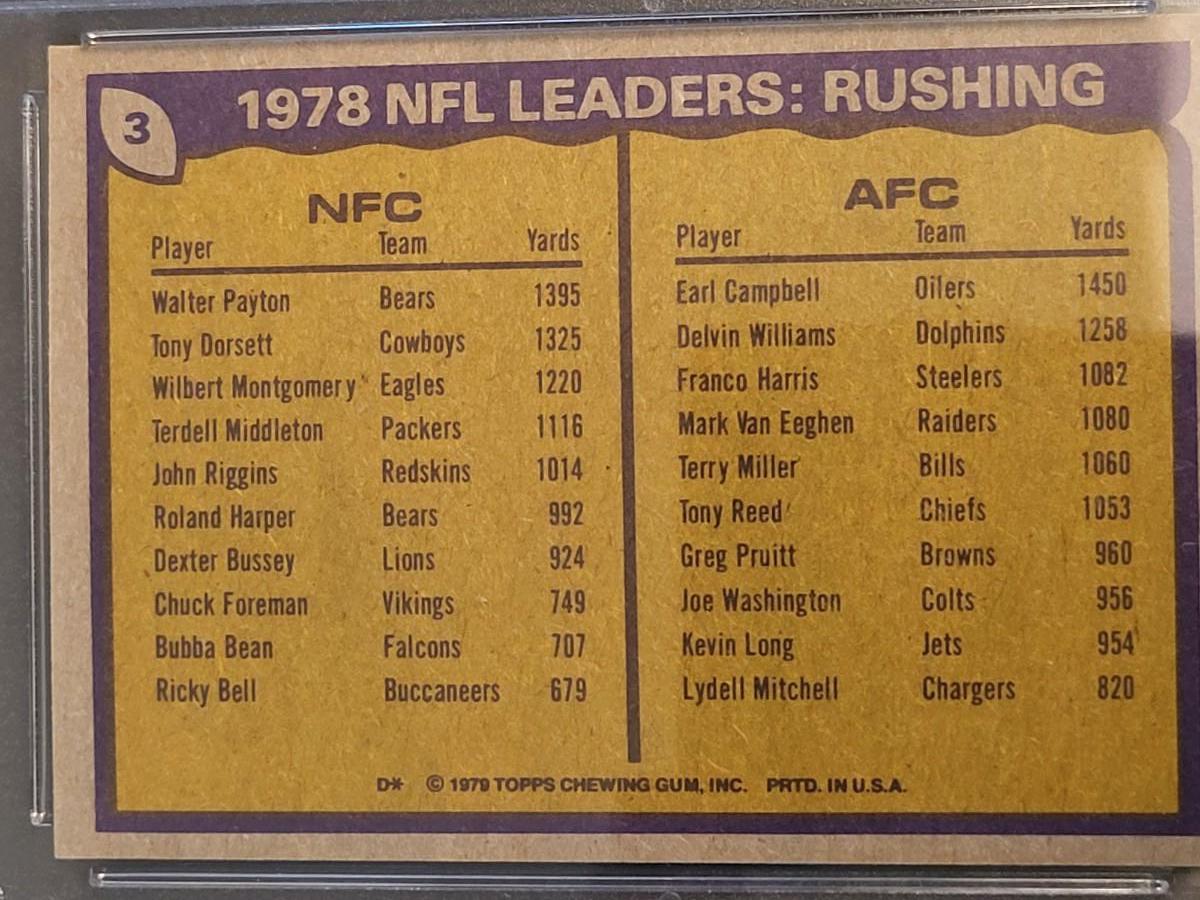 3
1978 NFL LEADERS: RUSHING
NFC
Player Team Yards
Walter Payton Bears 1395
Tony Dorsett Cowboys 1325
Wilbert Montgomery Eagles 1220
Terdell Middleton Packers 1116
John Riggins Redskins 1014
Roland Harper Bears 992
Dexter Bussey Lions 924
Chuck Foreman Vikings 749
Bubba Bean Falcons 707
Ricky Bell Buccaneers 679
AFC
Player Team Yards
Earl Campbell Oilers 1450
Delvin Williams Dolphins 1258
Franco Harris Steelers 1082
Mark Van Eeghen Raiders 1080
Terry Miller Bills 1060
Tony Reed Chiefs 1053
Greg Pruitt Browns 960
Joe Washington Colts 956
Kevin Long Jets 954
Lydell Mitchell Chargers 820
D* © 1979 TOPPS CHEWING GUM, INC. PRTD. IN U.S.A.